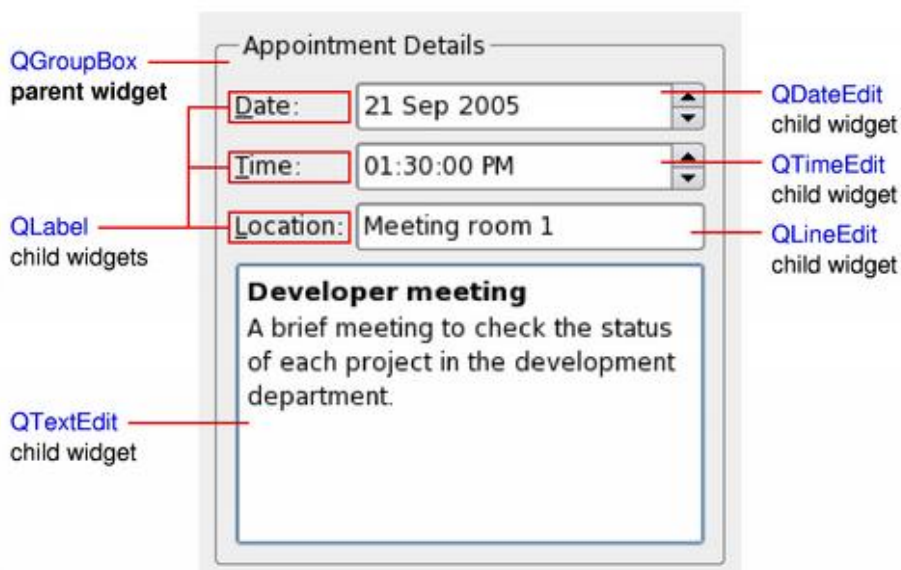 Appointment Details
QGroupBox
parent widget
Date:
21 Sep 2005
QDateEdit
child widget
Time:
01:30:00 PM
QTimeEdit
child widget
QLabel
child widgets
Location:
Meeting room 1
QLineEdit
child widget
Developer meeting
A brief meeting to check the status
of each project in the development
department.
QTextEdit
child widget